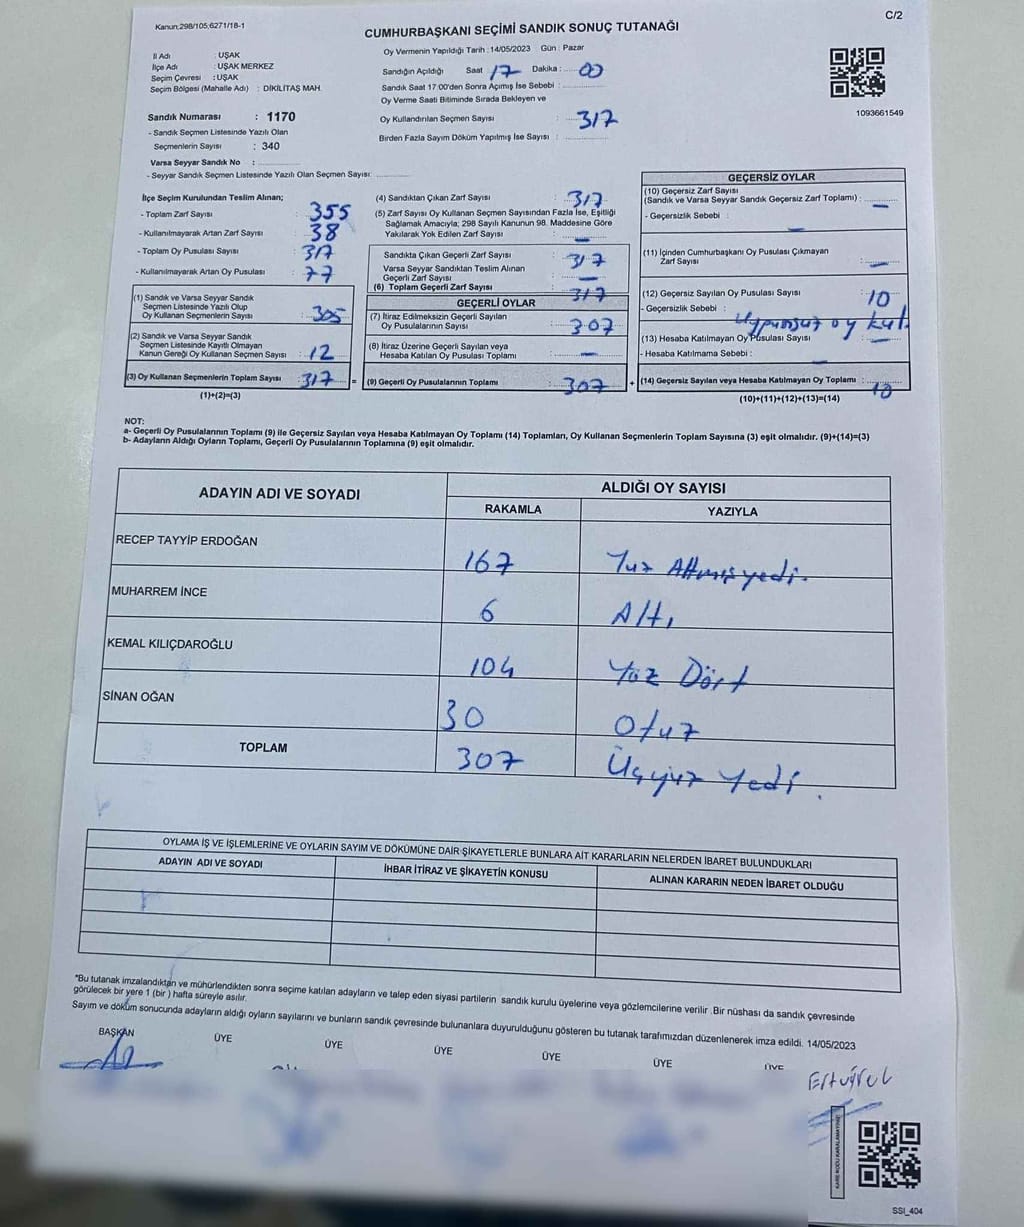 Kanun:298/105;6271/18-1
C/2
CUMHURBAŞKANI SEÇİMİ SANDIK SONUÇ TUTANAĞI
İl Adı : UŞAK
İlçe Adı : UŞAK MERKEZ
Seçim Çevresi : UŞAK
Seçim Bölgesi (Mahalle Adı) : DİKİLİTAŞ MAH.
Sandık Numarası : 1170
- Sandık Seçmen Listesinde Yazılı Olan
Seçmenlerin Sayısı : 340
Varsa Seyyar Sandık No :
- Seyyar Sandık Seçmen Listesinde Yazılı Olan Seçmen Sayısı:
Oy Vermenin Yapıldığı Tarih : 14/05/2023 Gün : Pazar
Sandığın Açıldığı Saat 17 Dakika : 00
Sandık Saat 17:00'den Sonra Açımış İse Sebebi :
Oy Verme Saati Bitiminde Sırada Bekleyen ve
Oy Kullandırılan Seçmen Sayısı : 317
Birden Fazla Sayım Döküm Yapılmış İse Sayısı :
1093661549
İlçe Seçim Kurulundan Teslim Alınan;
- Toplam Zarf Sayısı : 355
- Kullanılmayarak Artan Zarf Sayısı : 38
- Toplam Oy Pusulası Sayısı : 317
- Kullanılmayarak Artan Oy Pusulası : 77
(1) Sandık ve Varsa Seyyar Sandık
Seçmen Listesinde Yazılı Olup
Oy Kullanan Seçmenlerin Sayısı : 305
(2) Sandık ve Varsa Seyyar Sandık
Seçmen Listesinde Kayıtlı Olmayan
Kanun Gereği Oy Kullanan Seçmen Sayısı : 12
(3) Oy Kullanan Seçmenlerin Toplam Sayısı : 317
(1)+(2)=(3)
(4) Sandıktan Çıkan Zarf Sayısı : 317
(5) Zarf Sayısı Oy Kullanan Seçmen Sayısından Fazla İse, Eşitliği
Sağlamak Amacıyla; 298 Sayılı Kanunun 98. Maddesine Göre
Yakılarak Yok Edilen Zarf Sayısı : —
Sandıkta Çıkan Geçerli Zarf Sayısı : 317
Varsa Seyyar Sandıktan Teslim Alınan
Geçerli Zarf Sayısı : —
(6) Toplam Geçerli Zarf Sayısı : 317
GEÇERLİ OYLAR
(7) İtiraz Edilmeksizin Geçerli Sayılan
Oy Pusulalarının Sayısı : 307
(8) İtiraz Üzerine Geçerli Sayılan veya
Hesaba Katılan Oy Pusulası Toplamı : —
= (9) Geçerli Oy Pusulalarının Toplamı : 307
GEÇERSİZ OYLAR
(10) Geçersiz Zarf Sayısı
(Sandık ve Varsa Seyyar Sandık Geçersiz Zarf Toplamı) : —
- Geçersizlik Sebebi : —
(11) İçinden Cumhurbaşkanı Oy Pusulası Çıkmayan
Zarf Sayısı : —
(12) Geçersiz Sayılan Oy Pusulası Sayısı : 10
- Geçersizlik Sebebi : Uygunsuz oy kul.
(13) Hesaba Katılmayan Oy Pusulası Sayısı : —
- Hesaba Katılmama Sebebi : —
+ (14) Geçersiz Sayılan veya Hesaba Katılmayan Oy Toplamı : 10
(10)+(11)+(12)+(13)=(14)
NOT:
a- Geçerli Oy Pusulalarının Toplamı (9) ile Geçersiz Sayılan veya Hesaba Katılmayan Oy Toplamı (14) Toplamları, Oy Kullanan Seçmenlerin Toplam Sayısına (3) eşit olmalıdır. (9)+(14)=(3)
b- Adayların Aldığı Oyların Toplamı, Geçerli Oy Pusulalarının Toplamına (9) eşit olmalıdır.
ADAYIN ADI VE SOYADI
ALDIĞI OY SAYISI
RAKAMLA YAZIYLA
RECEP TAYYİP ERDOĞAN 167 Yüz Altmış yedi.
MUHARREM İNCE 6 Altı
KEMAL KILIÇDAROĞLU 104 Yüz Dört
SİNAN OĞAN 30 Otuz
TOPLAM 307 Üçyüz Yedi.
OYLAMA İŞ VE İŞLEMLERİNE VE OYLARIN SAYIM VE DÖKÜMÜNE DAİR ŞİKAYETLERLE BUNLARA AİT KARARLARIN NELERDEN İBARET BULUNDUKLARI
ADAYIN ADI VE SOYADI İHBAR İTİRAZ VE ŞİKAYETİN KONUSU ALINAN KARARIN NEDEN İBARET OLDUĞU
*Bu tutanak imzalandıktan ve mühürlendikten sonra seçime katılan adayların ve talep eden siyasi partilerin sandık kurulu üyelerine veya gözlemcilerine verilir .Bir nüshası da sandık çevresinde
görülecek bir yere 1 (bir ) hafta süreyle asılır.
Sayım ve döküm sonucunda adayların aldığı oyların sayılarını ve bunların sandık çevresinde bulunanlara duyurulduğunu gösteren bu tutanak tarafımızdan düzenlenerek imza edildi. 14/05/2023
BAŞKAN ÜYE ÜYE ÜYE ÜYE ÜYE ÜYE
Ertuğrul
KARE KODU KARALAMAYINIZ
SSI_404